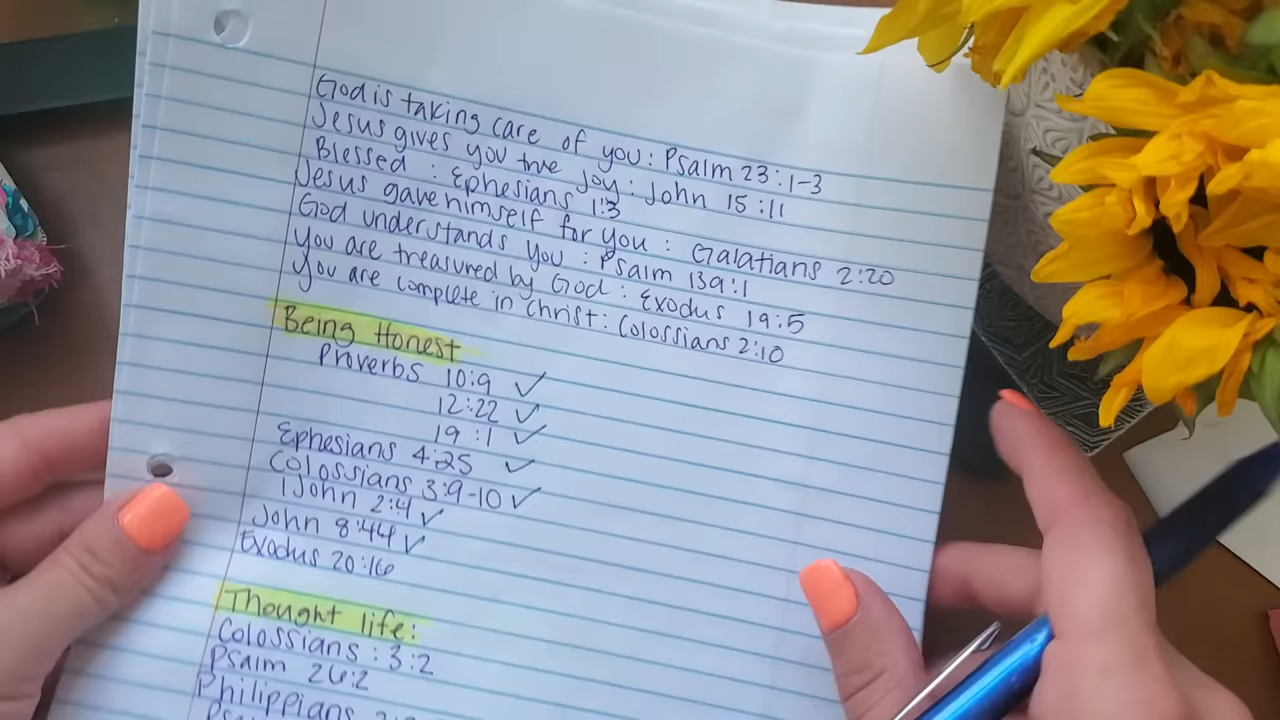 God is taking care of you: Psalm 23:1-3
Jesus gives you true joy: John 15:11
Blessed: Ephesians 1:3
Jesus gave himself for you: Galatians 2:20
God understands you: Psalm 139:1
You are treasured by God: Exodus 19:5
You are complete in Christ: Colossians 2:10
Being Honest
Proverbs 10:9 ✓
12:22 ✓
19:1 ✓
Ephesians 4:25 ✓
Colossians 3:9-10 ✓
1 John 2:4 ✓
John 8:44 ✓
Exodus 20:16
Thought life:
Colossians: 3:2
Psalm 26:2
Philippians